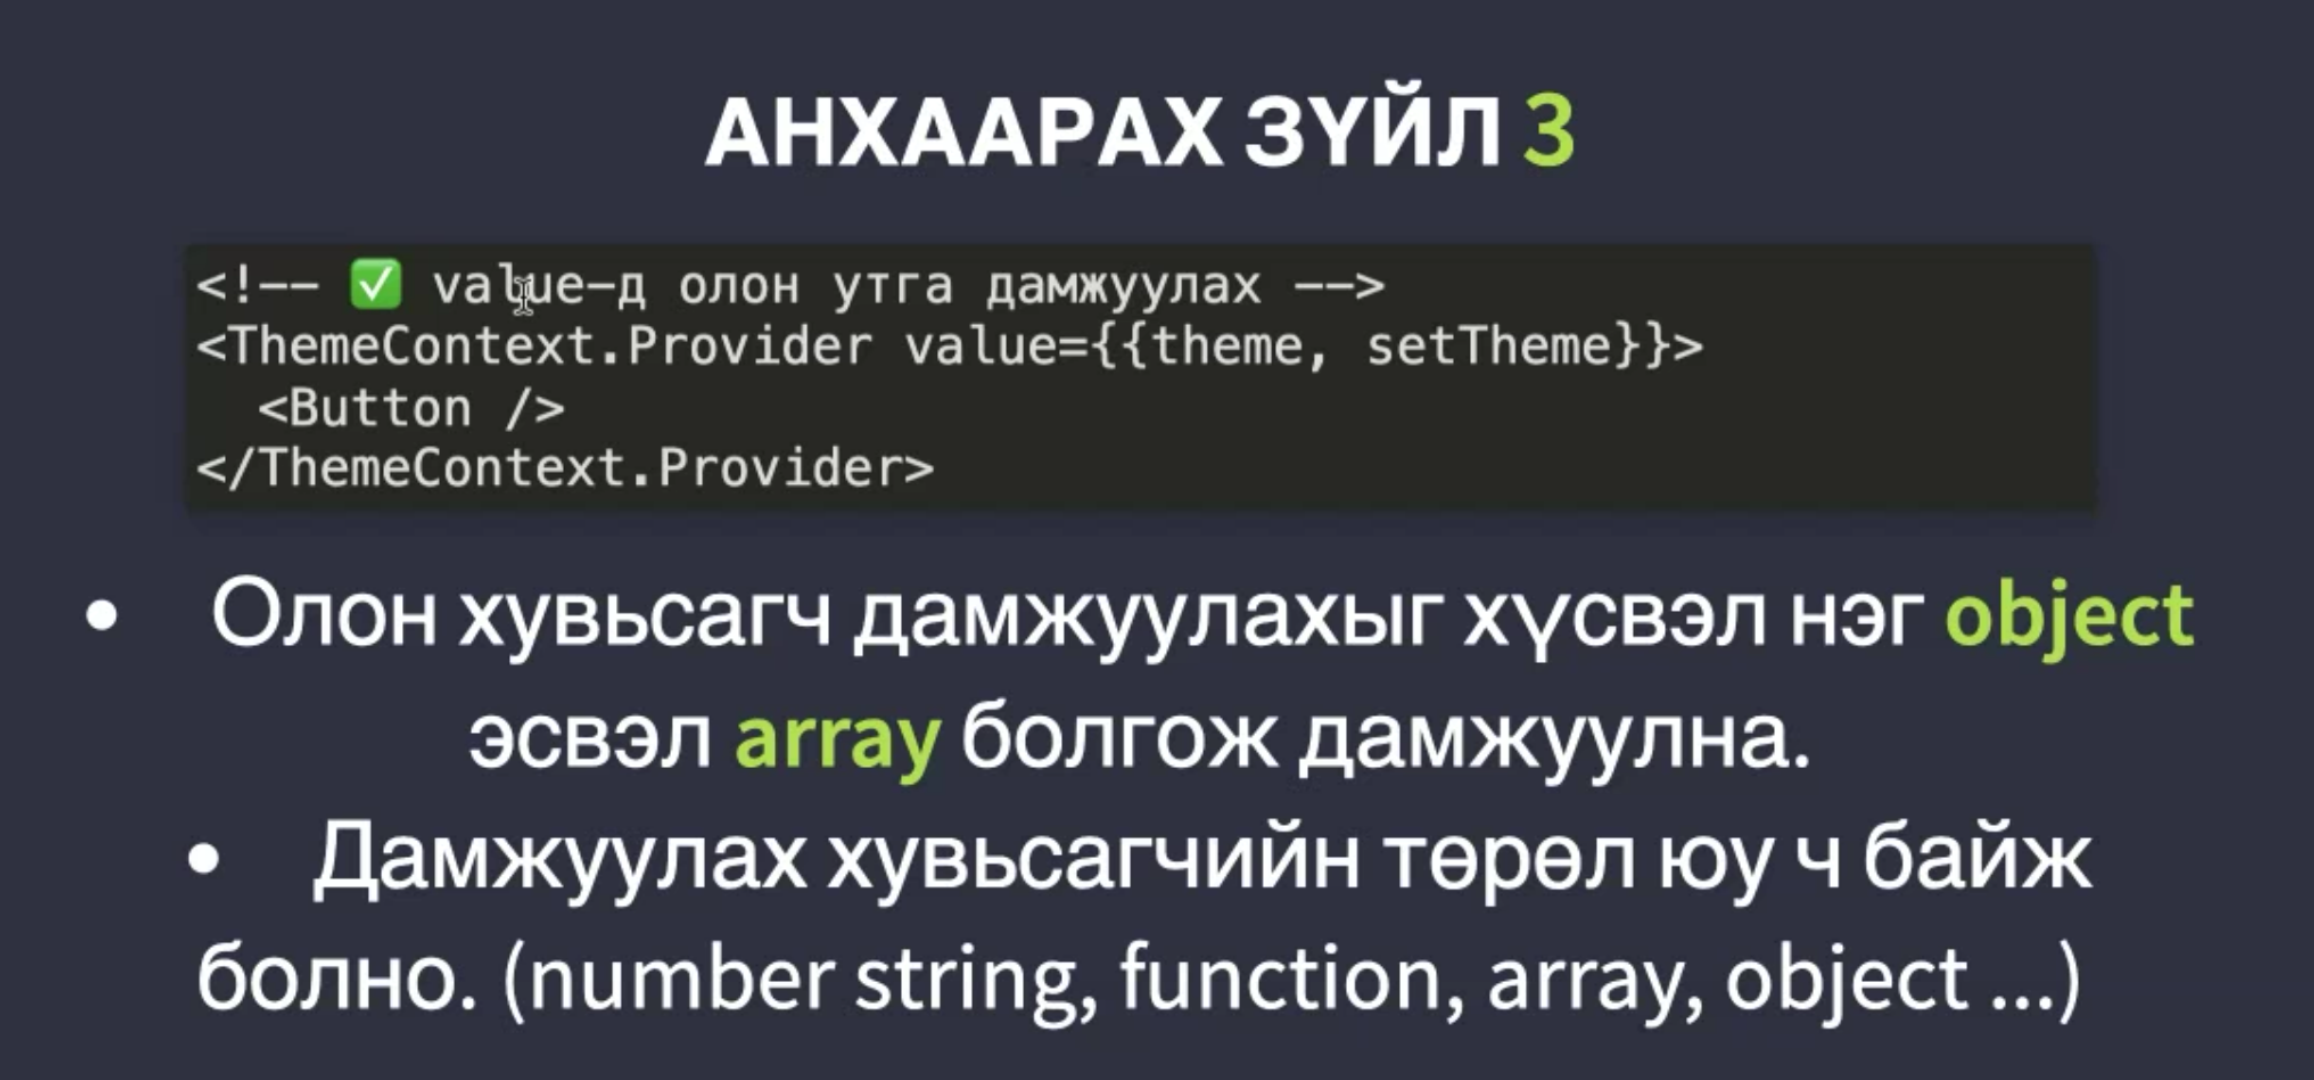 АНХААРАХ ЗҮЙЛ 3
<!-- ✅ value-д олон утга дамжуулах -->
<ThemeContext.Provider value={{theme, setTheme}}>
  <Button />
</ThemeContext.Provider>
• Олон хувьсагч дамжуулахыг хүсвэл нэг object
эсвэл array болгож дамжуулна.
• Дамжуулах хувьсагчийн төрөл юу ч байж
болно. (number string, function, array, object ...)